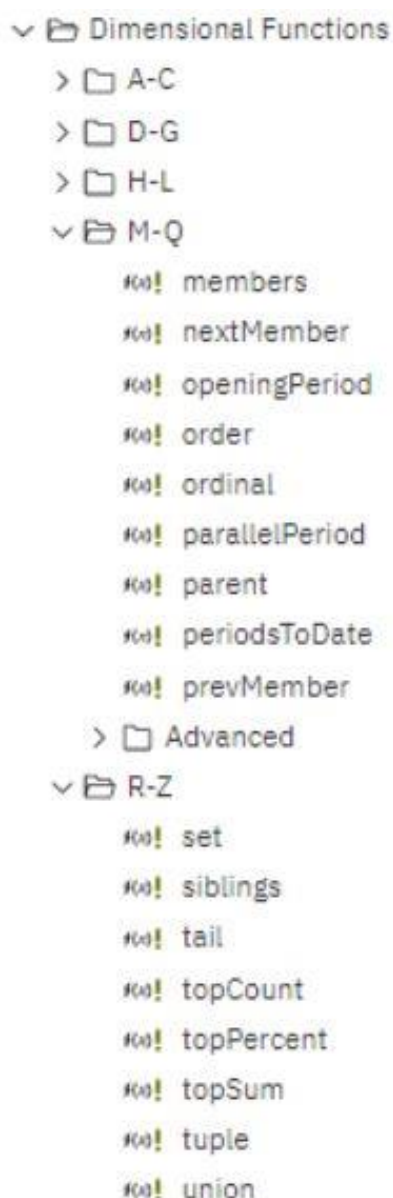 Dimensional Functions
A-C
D-G
H-L
M-Q
f(x)! members
f(x)! nextMember
f(x)! openingPeriod
f(x)! order
f(x)! ordinal
f(x)! parallelPeriod
f(x)! parent
f(x)! periodsToDate
f(x)! prevMember
Advanced
R-Z
f(x)! set
f(x)! siblings
f(x)! tail
f(x)! topCount
f(x)! topPercent
f(x)! topSum
f(x)! tuple
f(x)! union